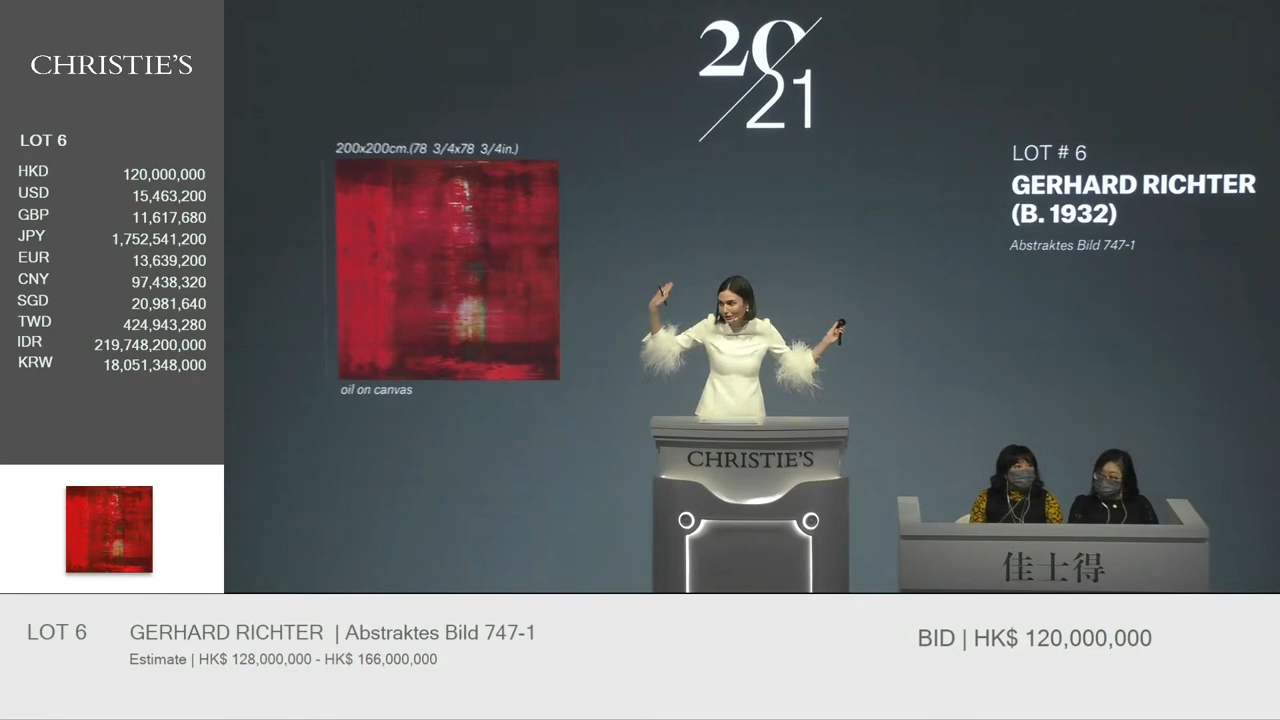 CHRISTIE'S
LOT 6
HKD 120,000,000
USD 15,463,200
GBP 11,617,680
JPY 1,752,541,200
EUR 13,639,200
CNY 97,438,320
SGD 20,981,640
TWD 424,943,280
IDR 219,748,200,000
KRW 18,051,348,000
20
21
200x200cm.(78 3/4x78 3/4in.)
oil on canvas
LOT # 6
GERHARD RICHTER
(B. 1932)
Abstraktes Bild 747-1
CHRISTIE'S
佳士得
LOT 6
GERHARD RICHTER | Abstraktes Bild 747-1
Estimate | HK$ 128,000,000 - HK$ 166,000,000
BID | HK$ 120,000,000